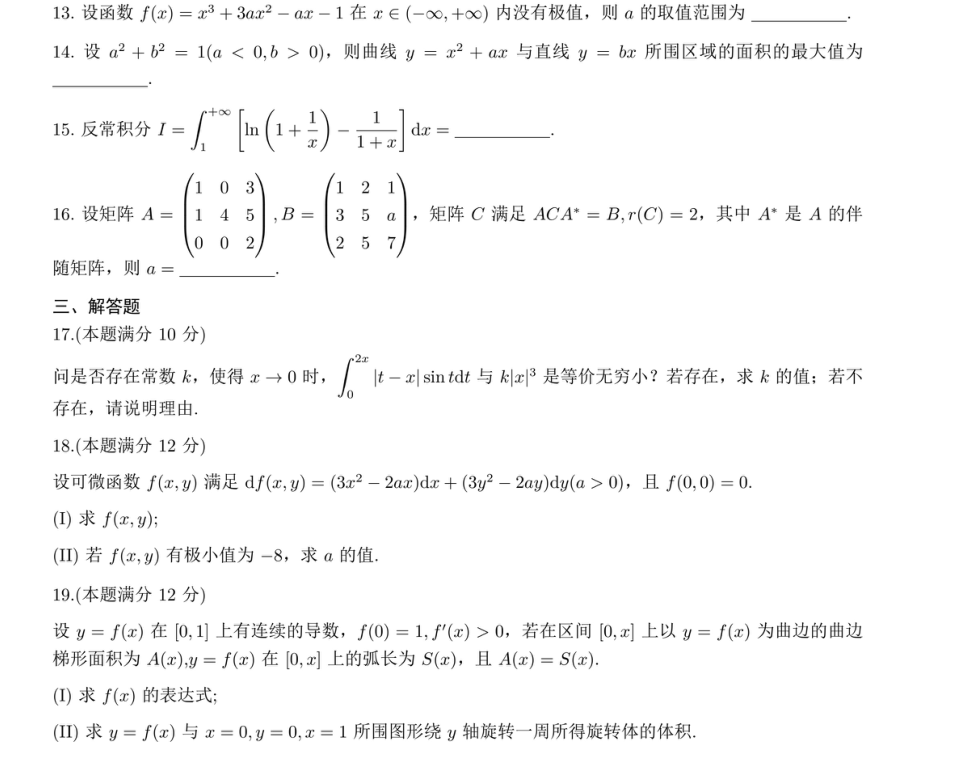 13. 设函数 f(x) = x³ + 3ax² − ax − 1 在 x ∈ (−∞, +∞) 内没有极值，则 a 的取值范围为 ____________.
14. 设 a² + b² = 1(a < 0, b > 0)，则曲线 y = x² + ax 与直线 y = bx 所围区域的面积的最大值为
____________.
15. 反常积分 I = ∫₁^{+∞} [ln(1 + 1/x) − 1/(1 + x)] dx = ____________.
16. 设矩阵 A = (1 0 3; 1 4 5; 0 0 2), B = (1 2 1; 3 5 a; 2 5 7)，矩阵 C 满足 ACA* = B, r(C) = 2，其中 A* 是 A 的伴
随矩阵，则 a = ____________.
三、解答题
17.(本题满分 10 分)
问是否存在常数 k，使得 x → 0 时，∫₀^{2x} |t − x| sin tdt 与 k|x|³ 是等价无穷小？若存在，求 k 的值；若不
存在，请说明理由.
18.(本题满分 12 分)
设可微函数 f(x, y) 满足 df(x, y) = (3x² − 2ax)dx + (3y² − 2ay)dy(a > 0)，且 f(0, 0) = 0.
(I) 求 f(x, y);
(II) 若 f(x, y) 有极小值为 −8，求 a 的值.
19.(本题满分 12 分)
设 y = f(x) 在 [0, 1] 上有连续的导数，f(0) = 1, f′(x) > 0，若在区间 [0, x] 上以 y = f(x) 为曲边的曲边
梯形面积为 A(x),y = f(x) 在 [0, x] 上的弧长为 S(x)，且 A(x) = S(x).
(I) 求 f(x) 的表达式;
(II) 求 y = f(x) 与 x = 0, y = 0, x = 1 所围图形绕 y 轴旋转一周所得旋转体的体积.